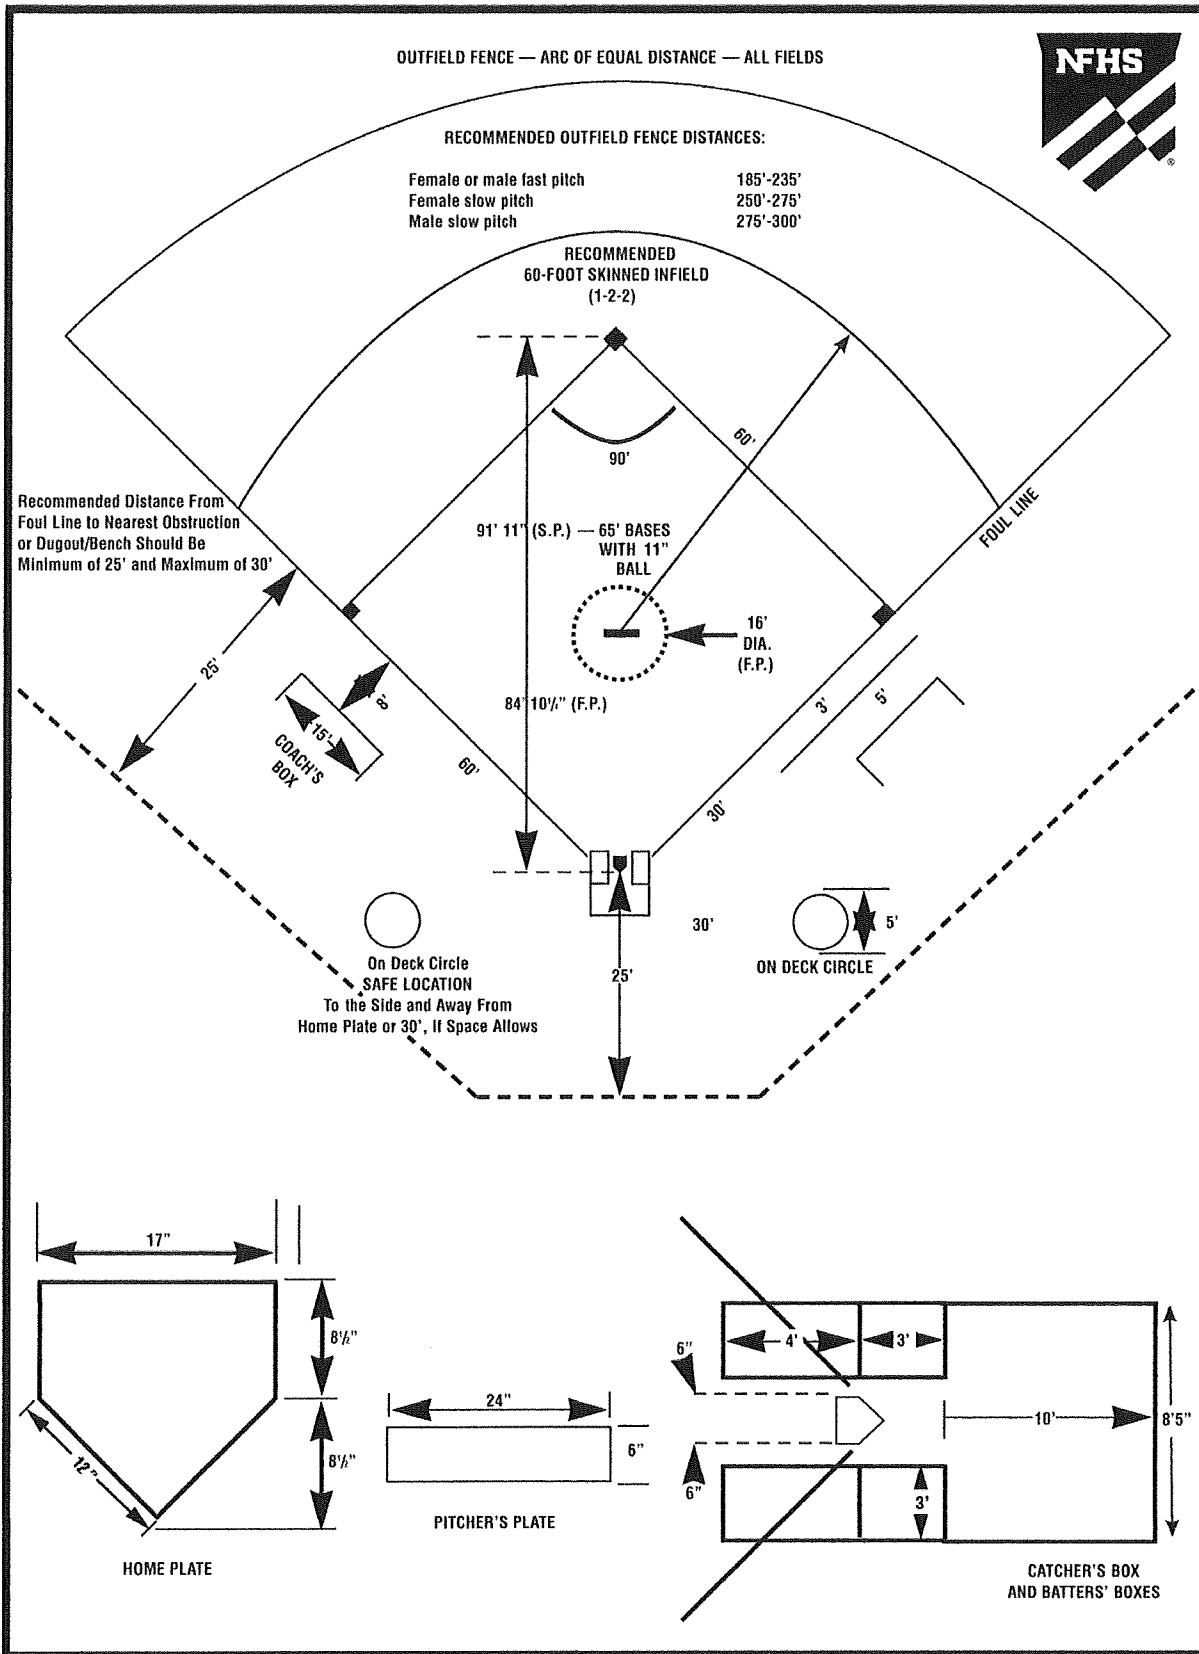 NFHS
®
OUTFIELD FENCE — ARC OF EQUAL DISTANCE — ALL FIELDS
RECOMMENDED OUTFIELD FENCE DISTANCES:
Female or male fast pitch 185'-235'
Female slow pitch 250'-275'
Male slow pitch 275'-300'
RECOMMENDED
60-FOOT SKINNED INFIELD
(1-2-2)
60'
90'
Recommended Distance From
Foul Line to Nearest Obstruction
or Dugout/Bench Should Be
Minimum of 25' and Maximum of 30'
91' 11" (S.P.) — 65' BASES
WITH 11"
BALL
FOUL LINE
16'
DIA.
(F.P.)
25'
8'
15'
COACH'S
BOX
84' 10¼" (F.P.)
3'
5'
60'
30'
30'
5'
On Deck Circle
SAFE LOCATION
To the Side and Away From
Home Plate or 30', If Space Allows
ON DECK CIRCLE
25'
17"
8½"
8½"
12"
HOME PLATE
24"
6"
PITCHER'S PLATE
6"
6"
4'
3'
10'
8'5"
3'
CATCHER'S BOX
AND BATTERS' BOXES